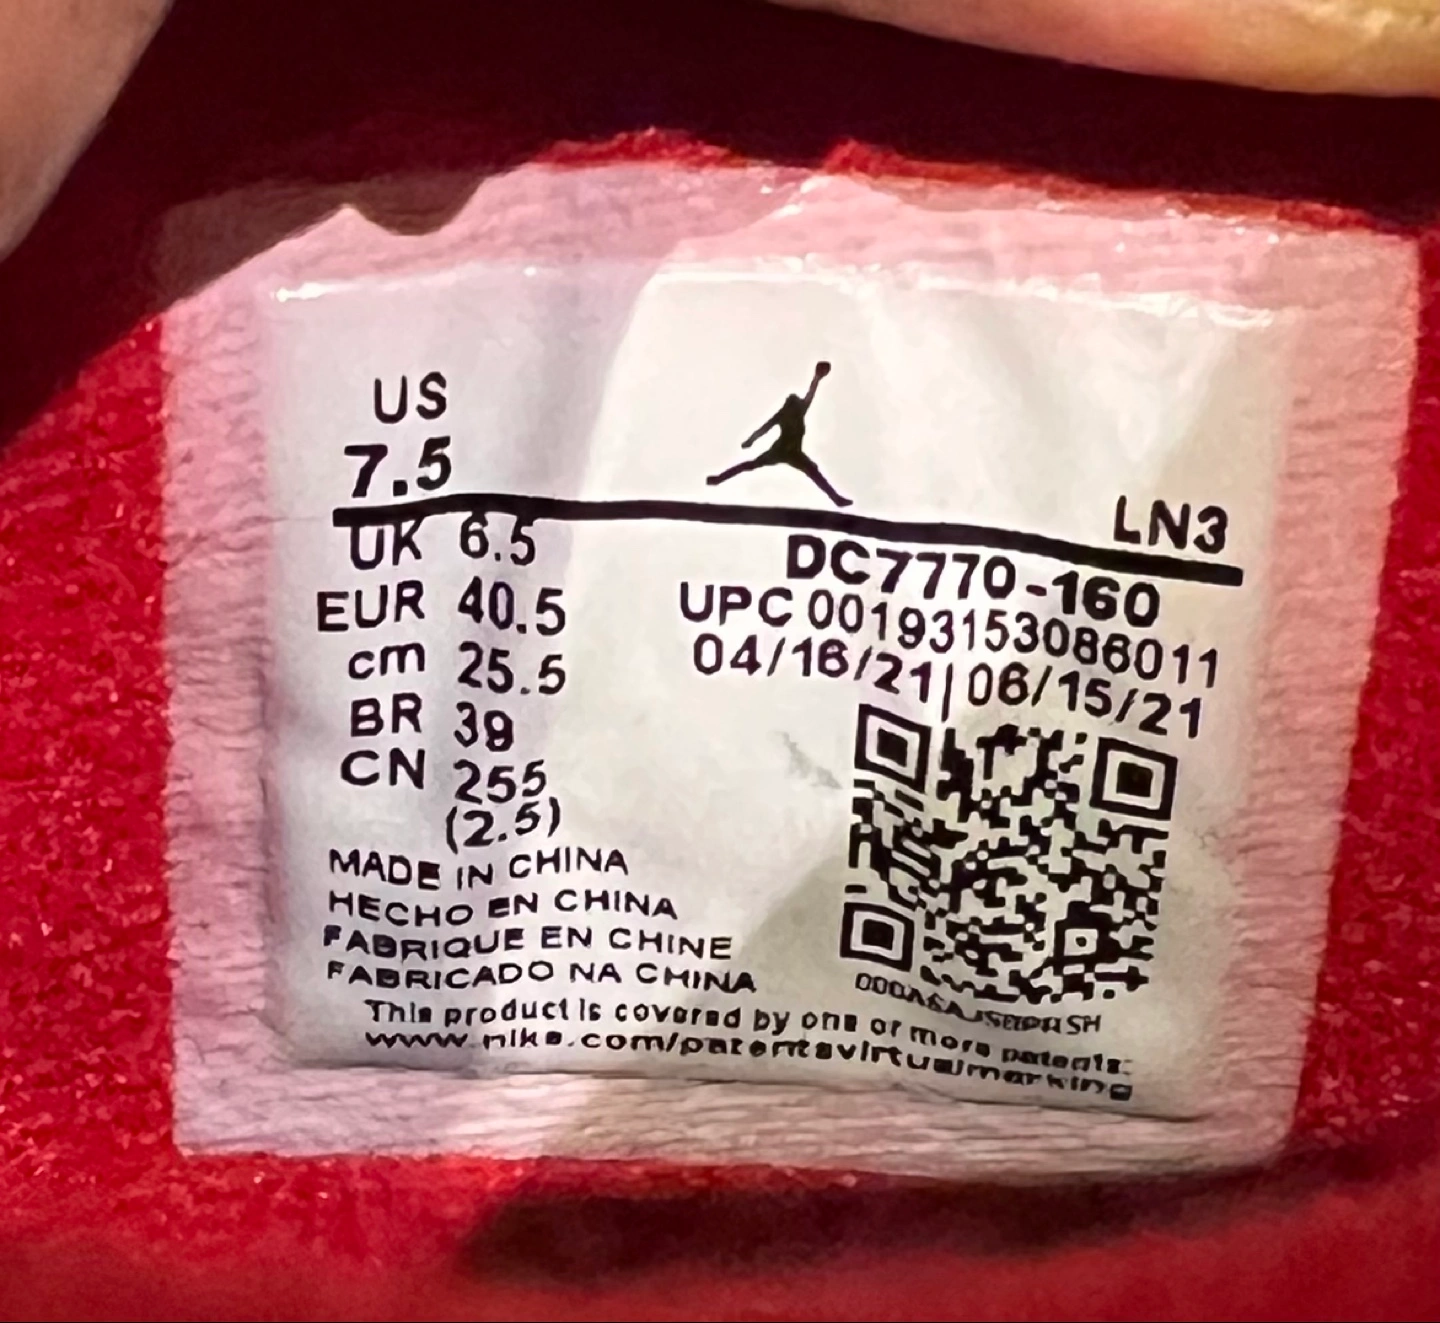 US
7.5
LN3
UK 6.5
EUR 40.5
cm 25.5
BR 39
CN 255
(2.5)
DC7770-160
UPC 00193153086011
04/16/21|06/15/21
MADE IN CHINA
HECHO EN CHINA
FABRIQUE EN CHINE
FABRICADO NA CHINA
This product is covered by one or more patents:
www.nike.com/patentsvirtualmarking